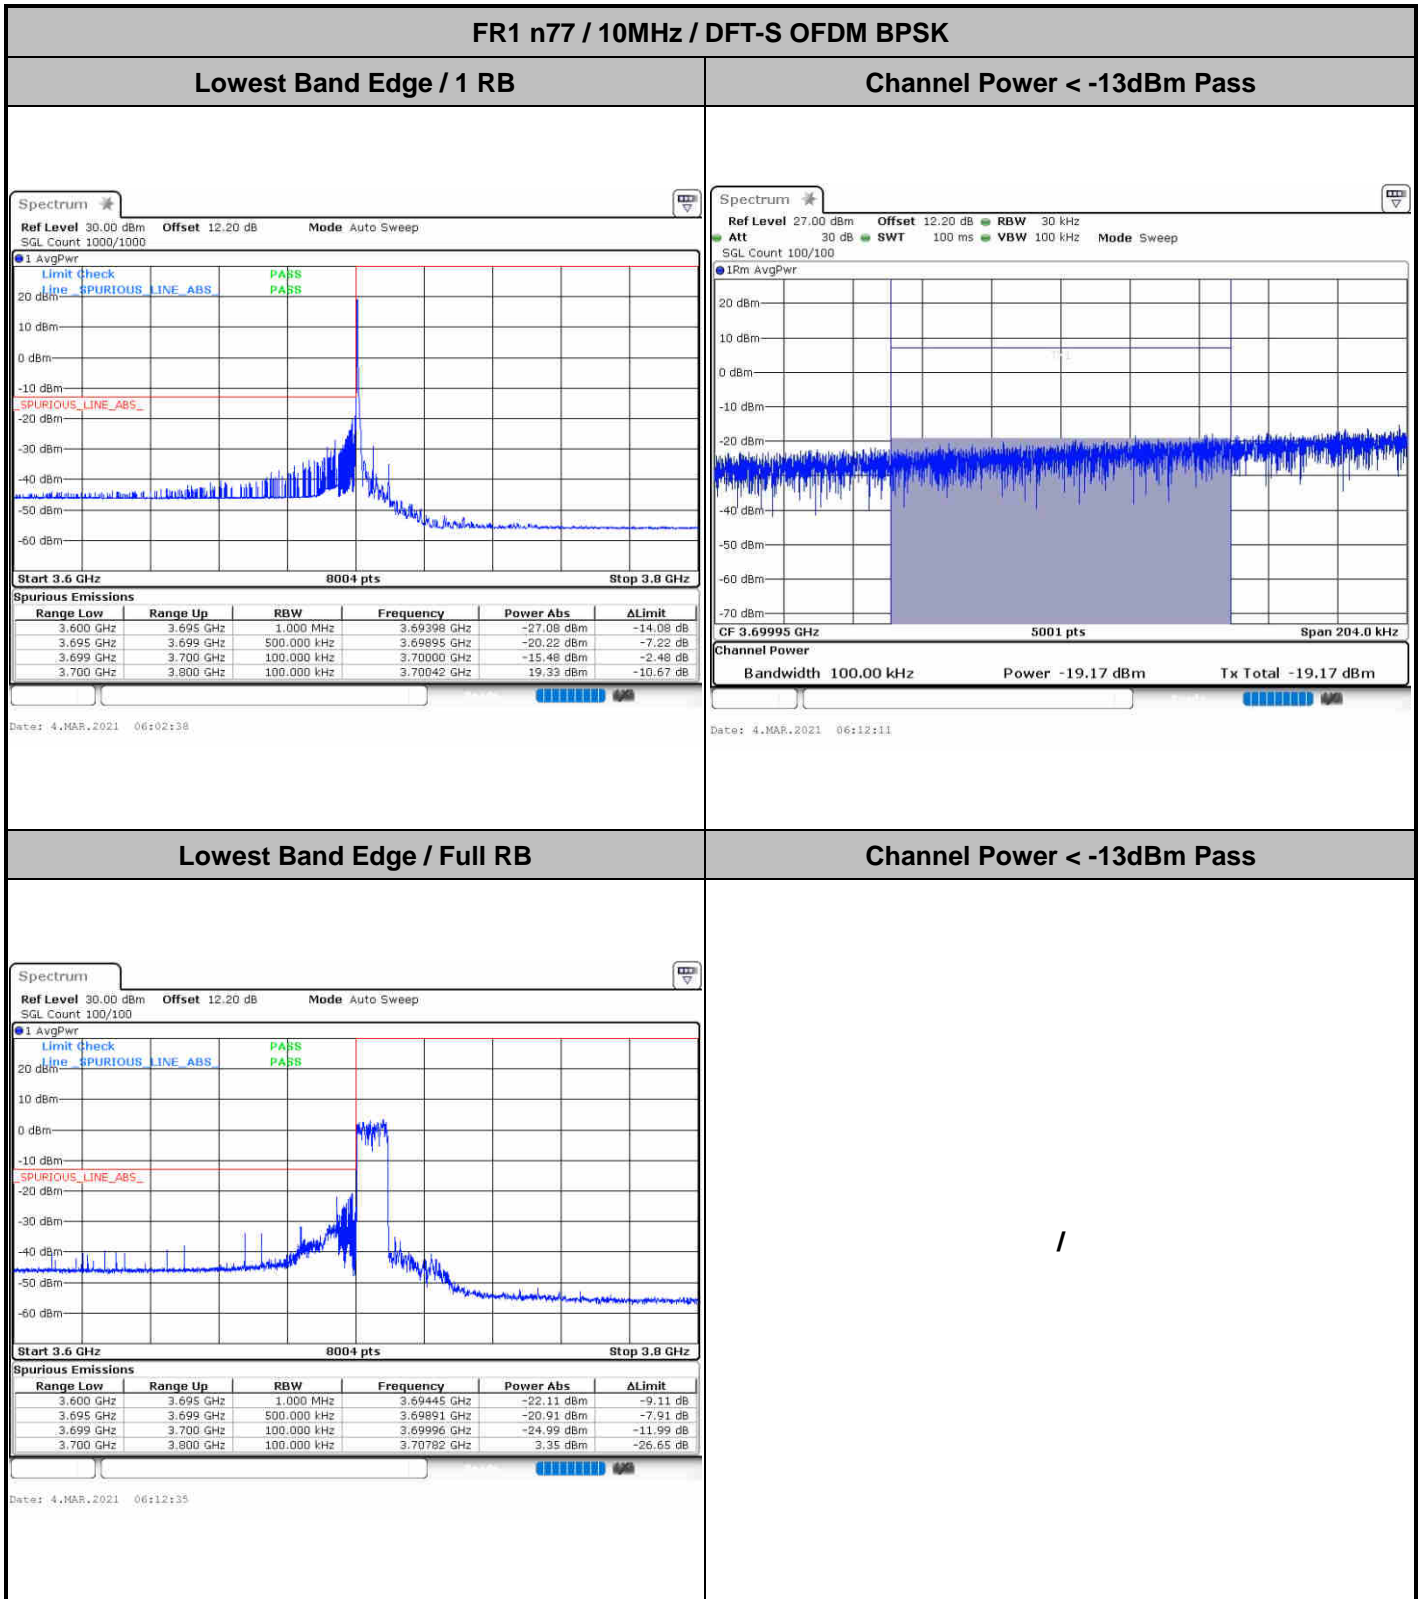 FR1 n77 / 10MHz / DFT-S OFDM BPSK
Lowest Band Edge / 1 RB
Channel Power < -13dBm Pass
Spectrum
Ref Level 30.00 dBm Offset 12.20 dB Mode Auto Sweep
SGL Count 1000/1000
1 AvgPwr
Limit Check PASS
Line _SPURIOUS_LINE_ABS_ PASS
20 dBm
10 dBm
0 dBm
-10 dBm
_SPURIOUS_LINE_ABS_
-20 dBm
-30 dBm
-40 dBm
-50 dBm
-60 dBm
Start 3.6 GHz 8004 pts Stop 3.8 GHz
Spurious Emissions
Range Low Range Up RBW Frequency Power Abs ΔLimit
3.600 GHz 3.695 GHz 1.000 MHz 3.69398 GHz -27.08 dBm -14.08 dB
3.695 GHz 3.699 GHz 500.000 kHz 3.69895 GHz -20.22 dBm -7.22 dB
3.699 GHz 3.700 GHz 100.000 kHz 3.70000 GHz -15.48 dBm -2.48 dB
3.700 GHz 3.800 GHz 100.000 kHz 3.70042 GHz 19.33 dBm -10.67 dB
Date: 4.MAR.2021 06:02:38
Spectrum
Ref Level 27.00 dBm Offset 12.20 dB RBW 30 kHz
Att 30 dB SWT 100 ms VBW 100 kHz Mode Sweep
SGL Count 100/100
1Rm AvgPwr
20 dBm
10 dBm
0 dBm
-10 dBm
-20 dBm
-40 dBm
-50 dBm
-60 dBm
-70 dBm
CF 3.69995 GHz 5001 pts Span 204.0 kHz
Channel Power
Bandwidth 100.00 kHz Power -19.17 dBm Tx Total -19.17 dBm
Date: 4.MAR.2021 06:12:11
Lowest Band Edge / Full RB
Channel Power < -13dBm Pass
Spectrum
Ref Level 30.00 dBm Offset 12.20 dB Mode Auto Sweep
SGL Count 100/100
1 AvgPwr
Limit Check PASS
Line _SPURIOUS_LINE_ABS_ PASS
20 dBm
10 dBm
0 dBm
-10 dBm
_SPURIOUS_LINE_ABS_
-20 dBm
-30 dBm
-40 dBm
-50 dBm
-60 dBm
Start 3.6 GHz 8004 pts Stop 3.8 GHz
Spurious Emissions
Range Low Range Up RBW Frequency Power Abs ΔLimit
3.600 GHz 3.695 GHz 1.000 MHz 3.69445 GHz -22.11 dBm -9.11 dB
3.695 GHz 3.699 GHz 500.000 kHz 3.69891 GHz -20.91 dBm -7.91 dB
3.699 GHz 3.700 GHz 100.000 kHz 3.69996 GHz -24.99 dBm -11.99 dB
3.700 GHz 3.800 GHz 100.000 kHz 3.70782 GHz 3.35 dBm -26.65 dB
Date: 4.MAR.2021 06:12:35
/